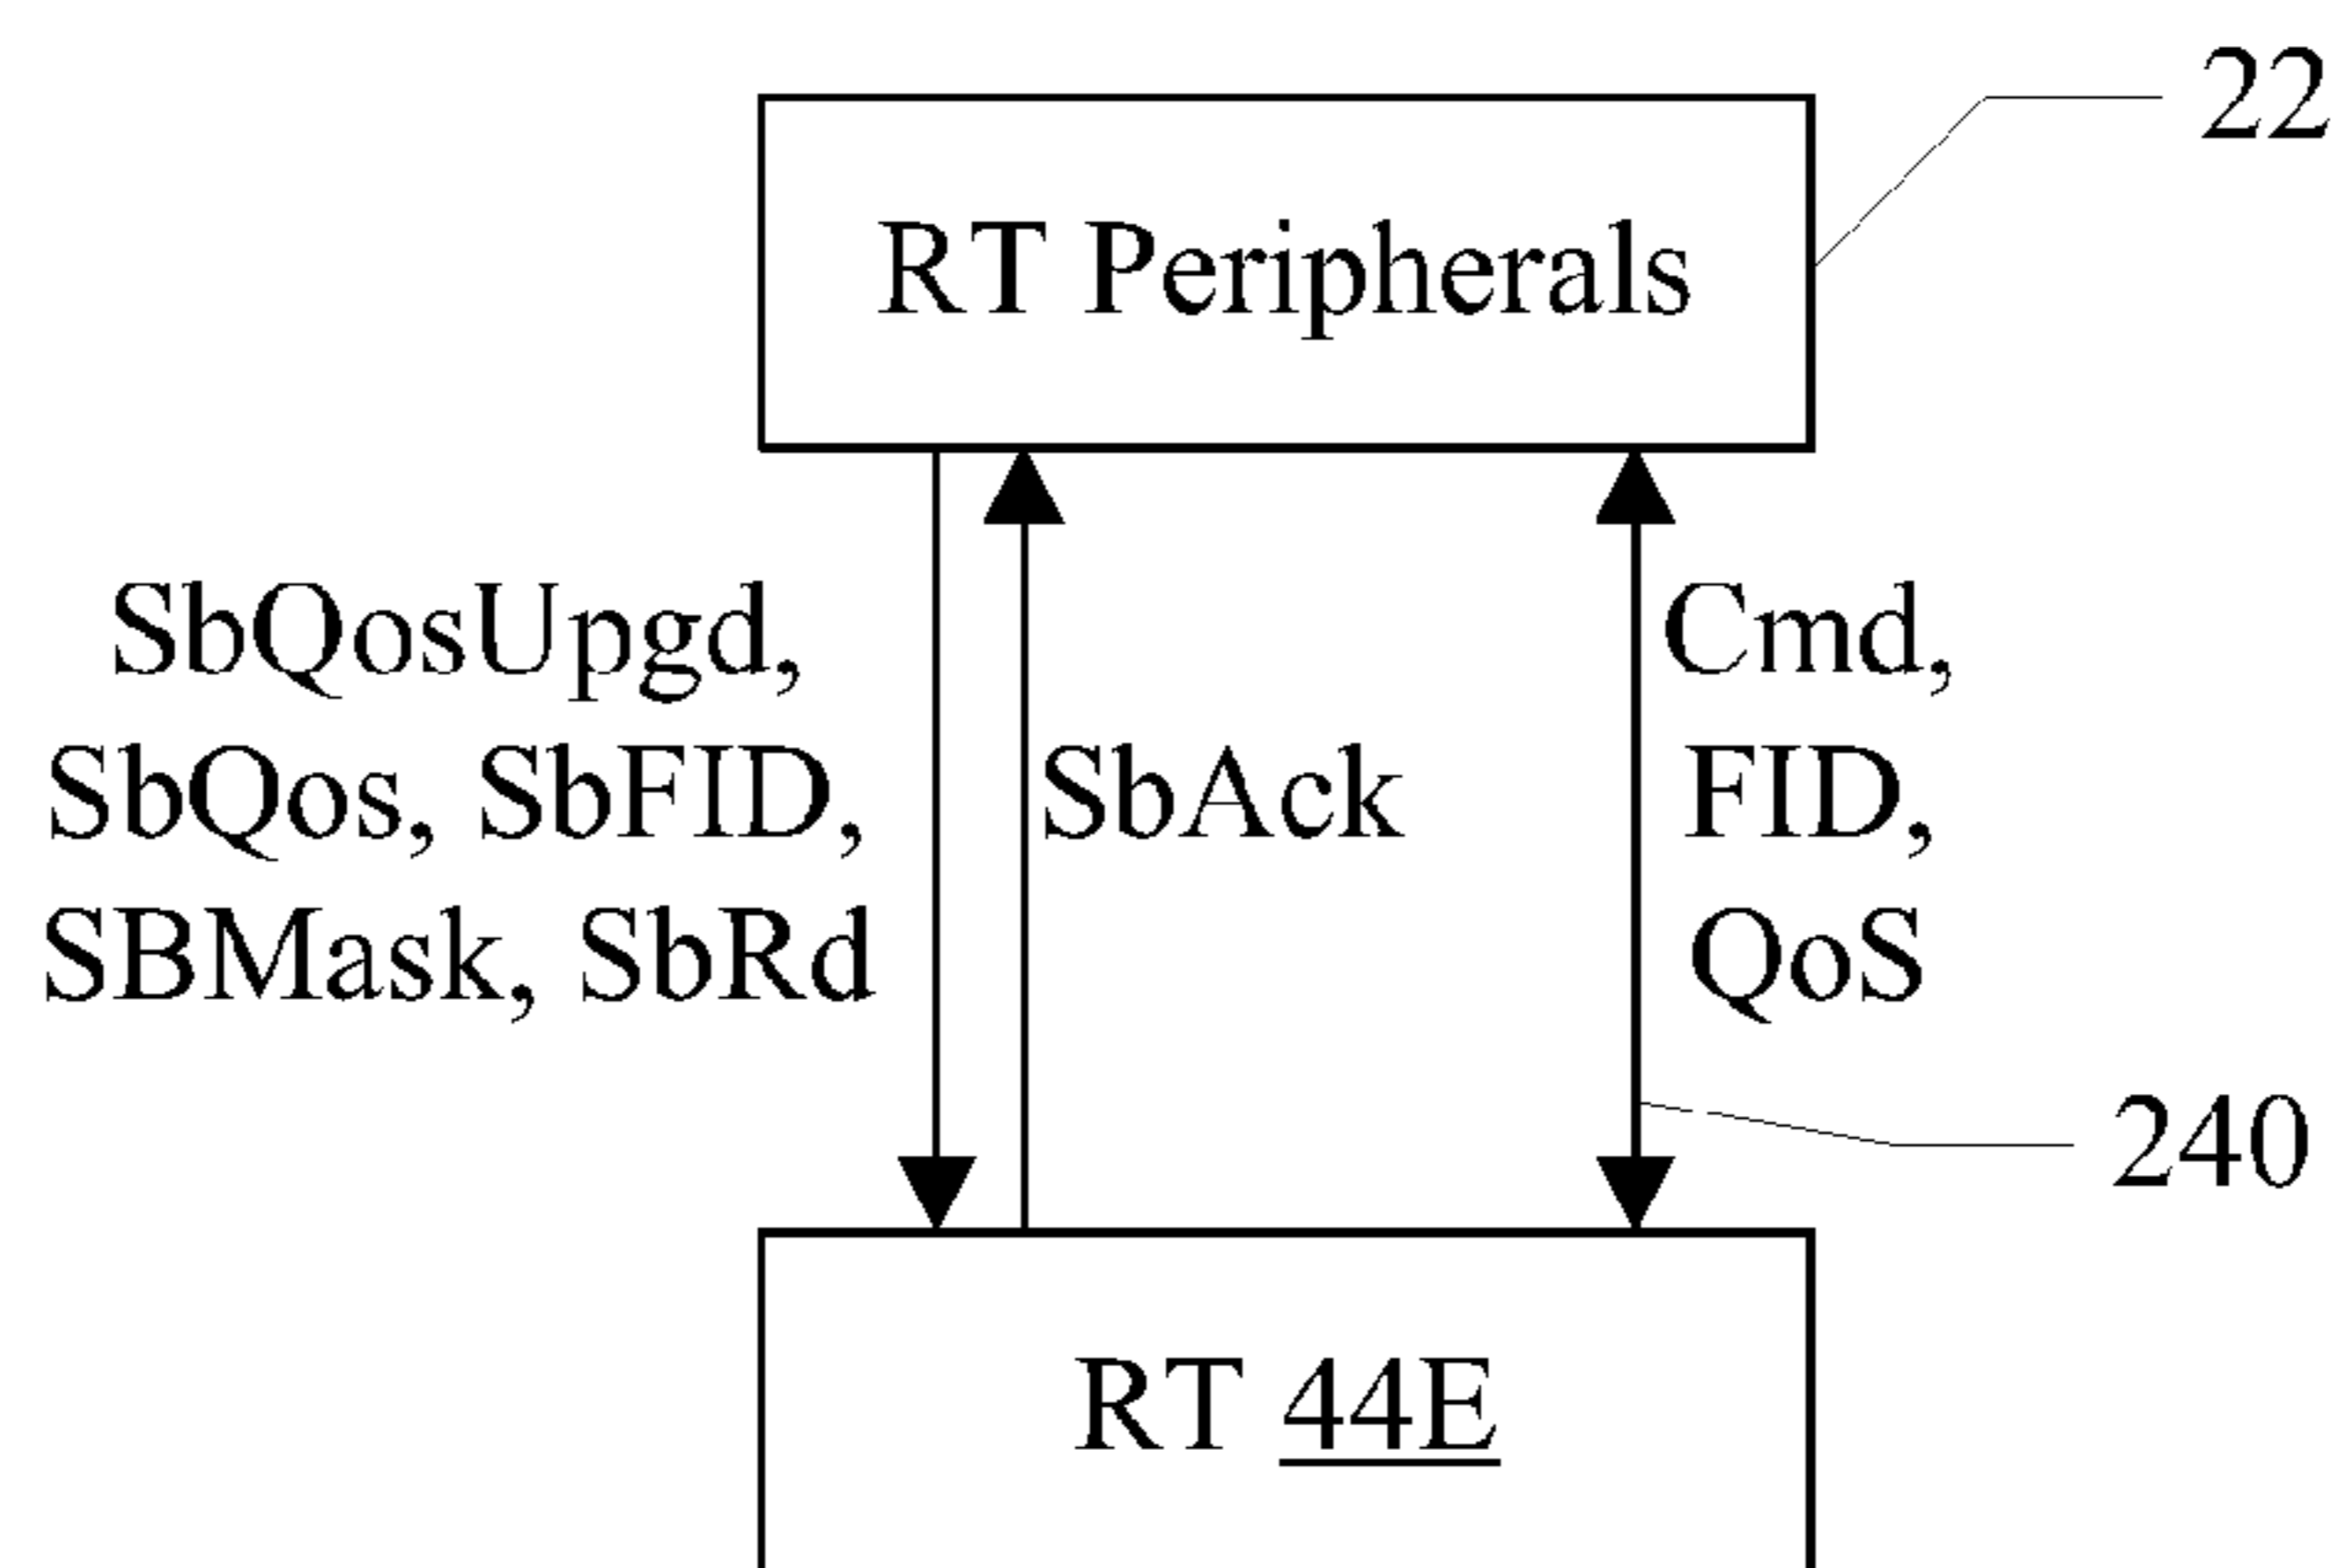 22
RT Peripherals
SbQosUpgd,
SbQos, SbFID,
SBMask, SbRd
SbAck
Cmd,
FID,
QoS
240
RT 44E